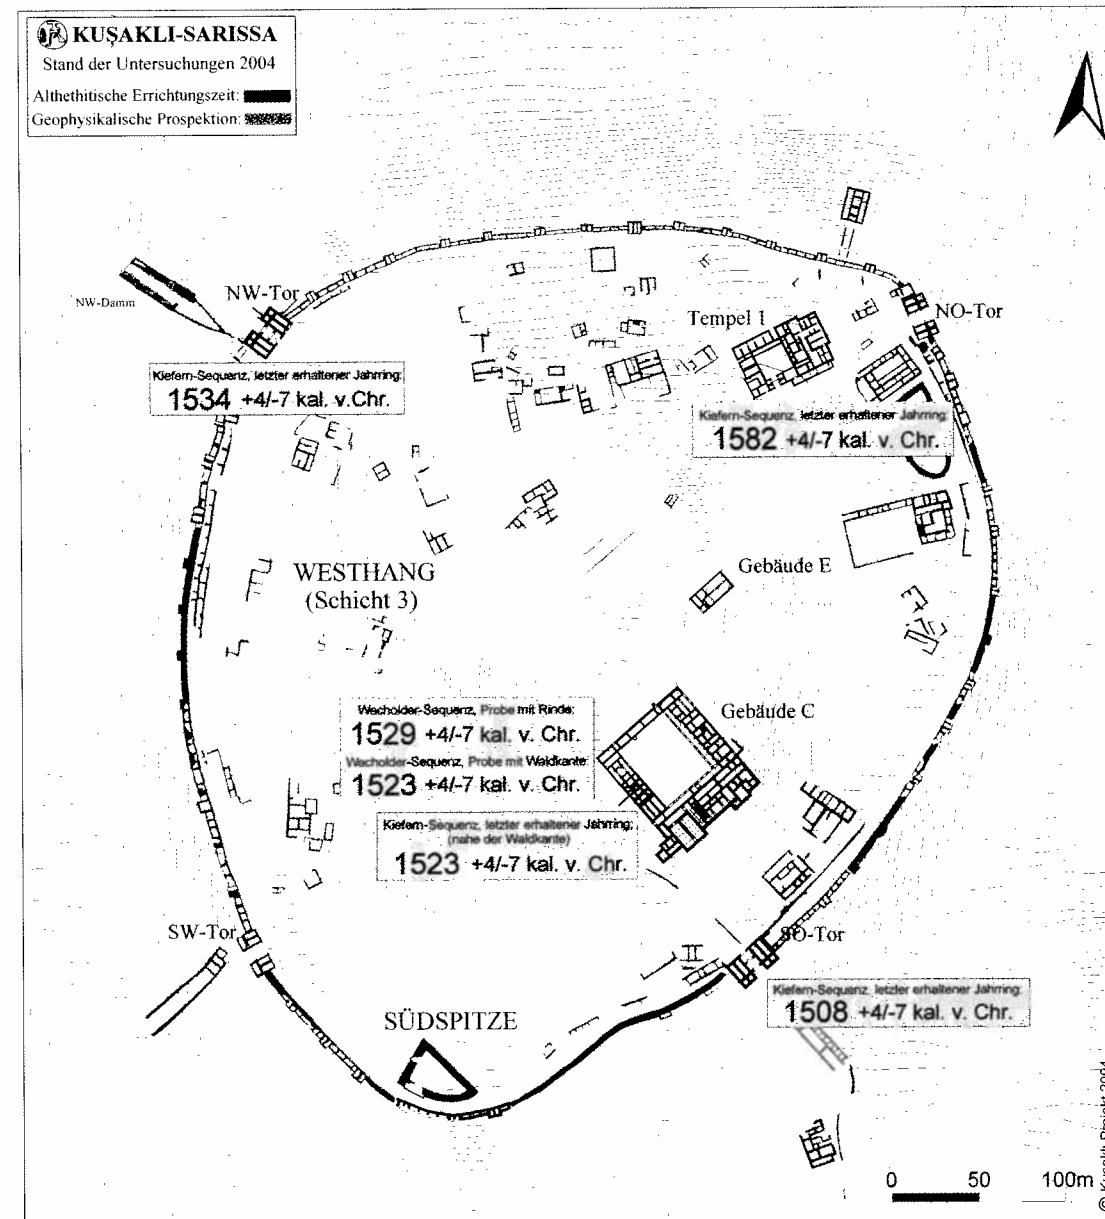 KUŞAKLI-SARISSA
Stand der Untersuchungen 2004
Althethitische Errichtungszeit:
Geophysikalische Prospektion:
NW-Damm
NW-Tor
Tempel 1
NO-Tor
Kiefern-Sequenz, letzter erhaltener Jahrring:
1534 +4/-7 kal. v.Chr.
Kiefern-Sequenz, letzter erhaltener Jahrring:
1582 +4/-7 kal. v. Chr.
WESTHANG
(Schicht 3)
Gebäude E
Gebäude C
Wacholder-Sequenz, Probe mit Rinde:
1529 +4/-7 kal. v. Chr.
Wacholder-Sequenz, Probe mit Waldkante:
1523 +4/-7 kal. v. Chr.
Kiefern-Sequenz, letzter erhaltener Jahrring:
(nahe der Waldkante)
1523 +4/-7 kal. v. Chr.
SW-Tor
SO-Tor
Kiefern-Sequenz, letzter erhaltener Jahrring:
1508 +4/-7 kal. v. Chr.
SÜDSPITZE
0 50 100m
© Kuşaklı-Projekt 2004